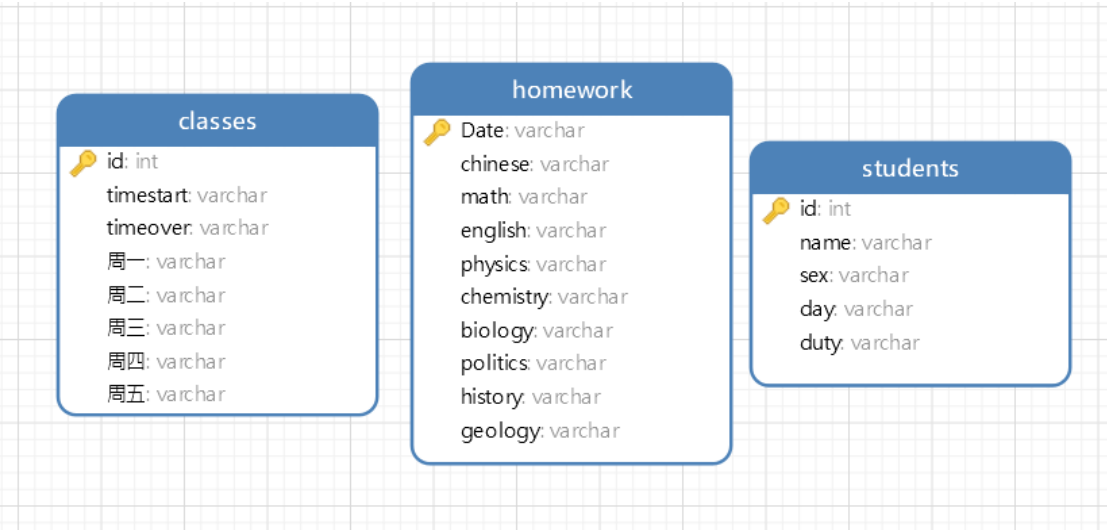 classes
id: int
timestart: varchar
timeover: varchar
周一: varchar
周二: varchar
周三: varchar
周四: varchar
周五: varchar
homework
Date: varchar
chinese: varchar
math: varchar
english: varchar
physics: varchar
chemistry: varchar
biology: varchar
politics: varchar
history: varchar
geology: varchar
students
id: int
name: varchar
sex: varchar
day: varchar
duty: varchar